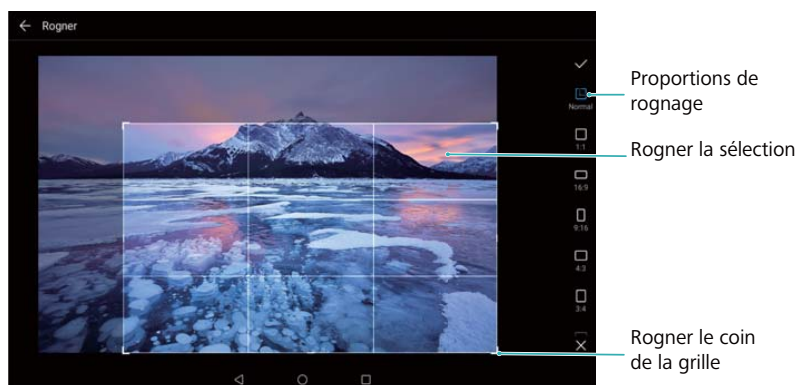 Rogner
Normal
1:1
16:9
9:16
4:3
3:4
Proportions de
rognage
Rogner la sélection
Rogner le coin
de la grille